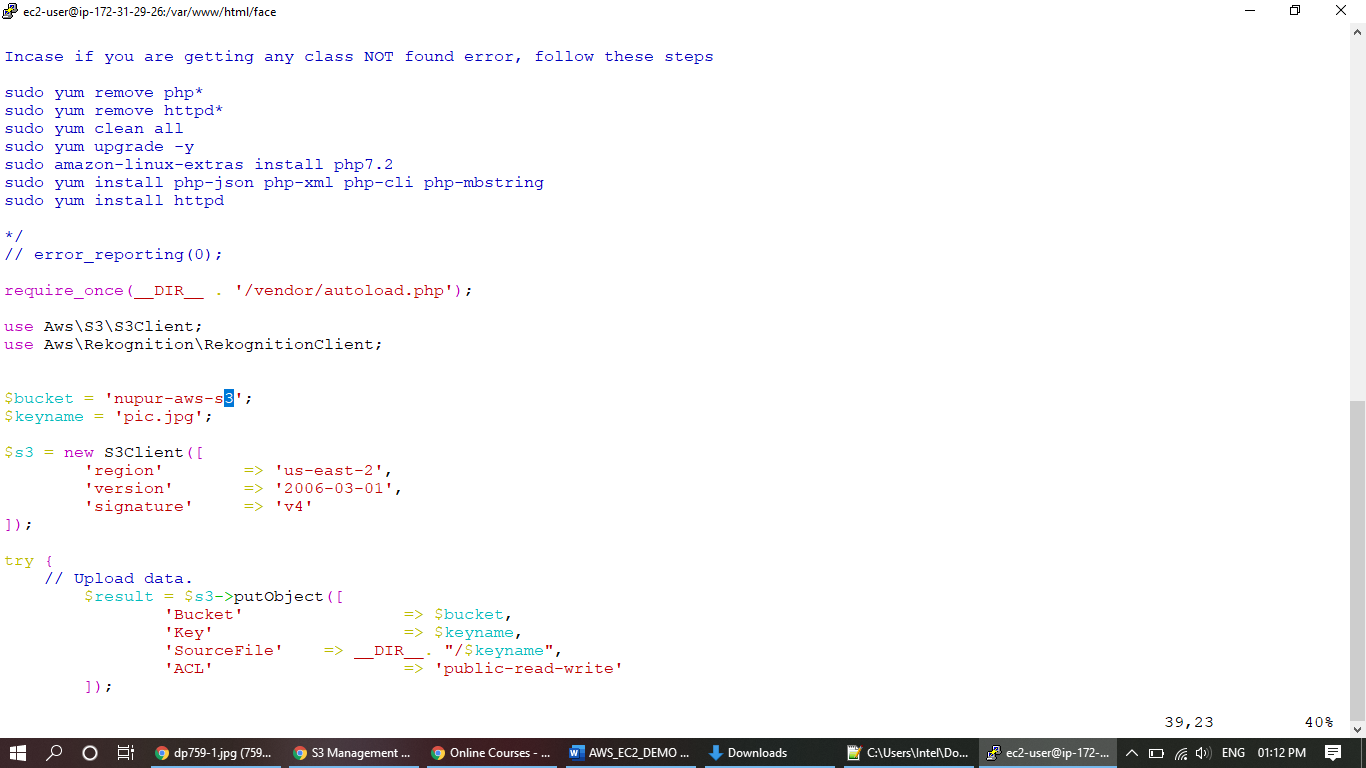 ec2-user@ip-172-31-29-26:/var/www/html/face
Incase if you are getting any class NOT found error, follow these steps
sudo yum remove php*
sudo yum remove httpd*
sudo yum clean all
sudo yum upgrade -y
sudo amazon-linux-extras install php7.2
sudo yum install php-json php-xml php-cli php-mbstring
sudo yum install httpd
*/
// error_reporting(0);
require_once(__DIR__ . '/vendor/autoload.php');
use Aws\S3\S3Client;
use Aws\Rekognition\RekognitionClient;
$bucket = 'nupur-aws-s3';
$keyname = 'pic.jpg';
$s3 = new S3Client([
'region' => 'us-east-2',
'version' => '2006-03-01',
'signature' => 'v4'
]);
try {
// Upload data.
$result = $s3->putObject([
'Bucket' => $bucket,
'Key' => $keyname,
'SourceFile' => __DIR__. "/$keyname",
'ACL' => 'public-read-write'
]);
39,23 40%
dp759-1.jpg (759... S3 Management ... Online Courses - ... AWS_EC2_DEMO ... Downloads C:\Users\Intel\Do... ec2-user@ip-172-... ENG 01:12 PM